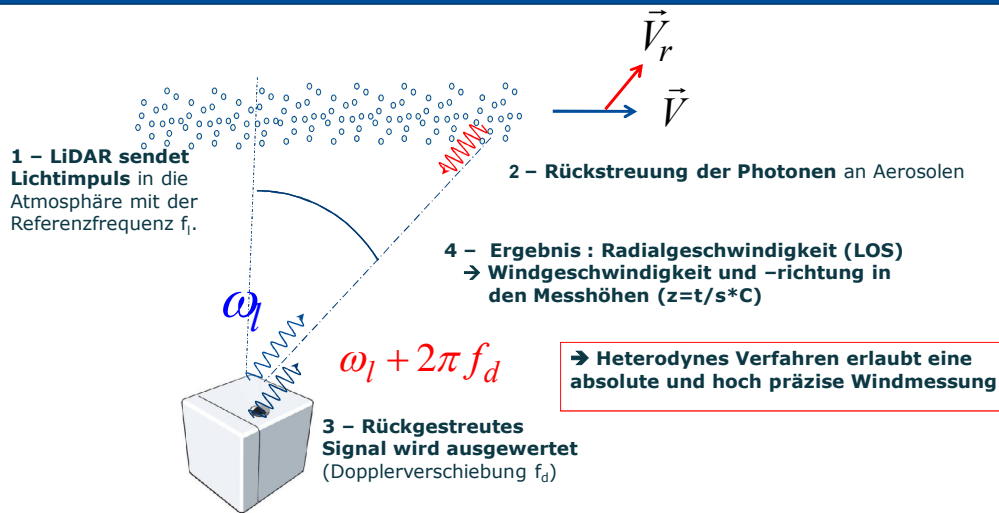 V⃗r
V⃗
1 – LiDAR sendet
Lichtimpuls in die
Atmosphäre mit der
Referenzfrequenz fl.
2 – Rückstreuung der Photonen an Aerosolen
4 – Ergebnis : Radialgeschwindigkeit (LOS)
→ Windgeschwindigkeit und –richtung in
den Messhöhen (z=t/s*C)
ωl
ωl + 2π fd
→ Heterodynes Verfahren erlaubt eine
absolute und hoch präzise Windmessung
3 – Rückgestreutes
Signal wird ausgewertet
(Dopplerverschiebung fd)